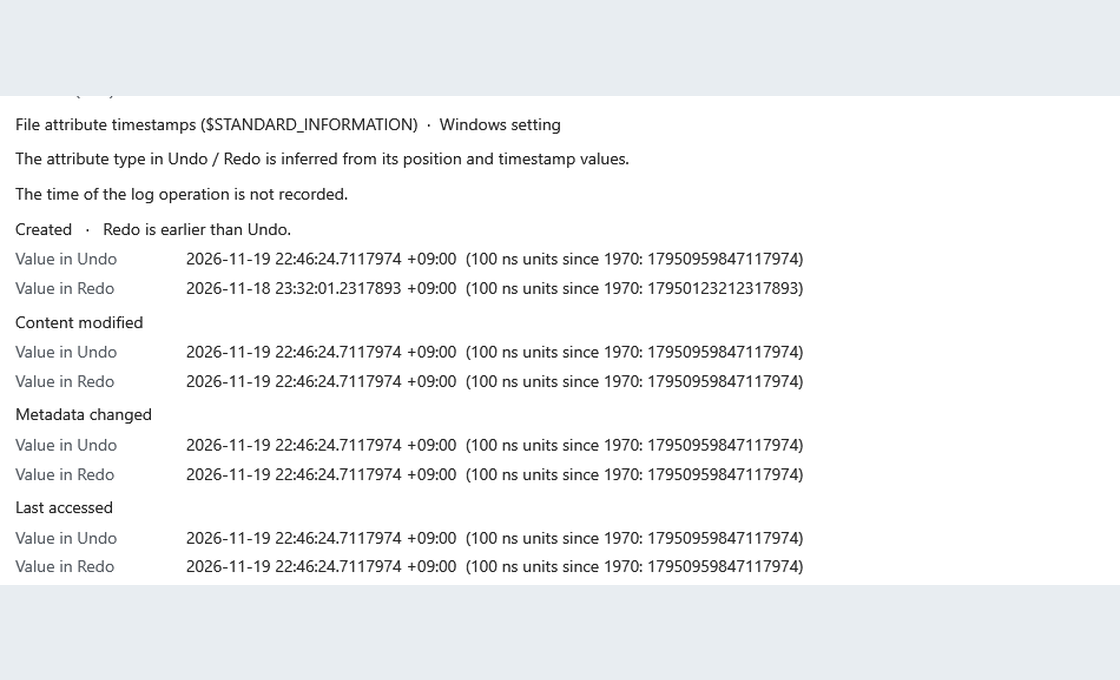 File attribute timestamps ($STANDARD_INFORMATION) · Windows setting
The attribute type in Undo / Redo is inferred from its position and timestamp values.
The time of the log operation is not recorded.
Created · Redo is earlier than Undo.
Value in Undo 2026-11-19 22:46:24.7117974 +09:00 (100 ns units since 1970: 17950959847117974)
Value in Redo 2026-11-18 23:32:01.2317893 +09:00 (100 ns units since 1970: 17950123212317893)
Content modified
Value in Undo 2026-11-19 22:46:24.7117974 +09:00 (100 ns units since 1970: 17950959847117974)
Value in Redo 2026-11-19 22:46:24.7117974 +09:00 (100 ns units since 1970: 17950959847117974)
Metadata changed
Value in Undo 2026-11-19 22:46:24.7117974 +09:00 (100 ns units since 1970: 17950959847117974)
Value in Redo 2026-11-19 22:46:24.7117974 +09:00 (100 ns units since 1970: 17950959847117974)
Last accessed
Value in Undo 2026-11-19 22:46:24.7117974 +09:00 (100 ns units since 1970: 17950959847117974)
Value in Redo 2026-11-19 22:46:24.7117974 +09:00 (100 ns units since 1970: 17950959847117974)